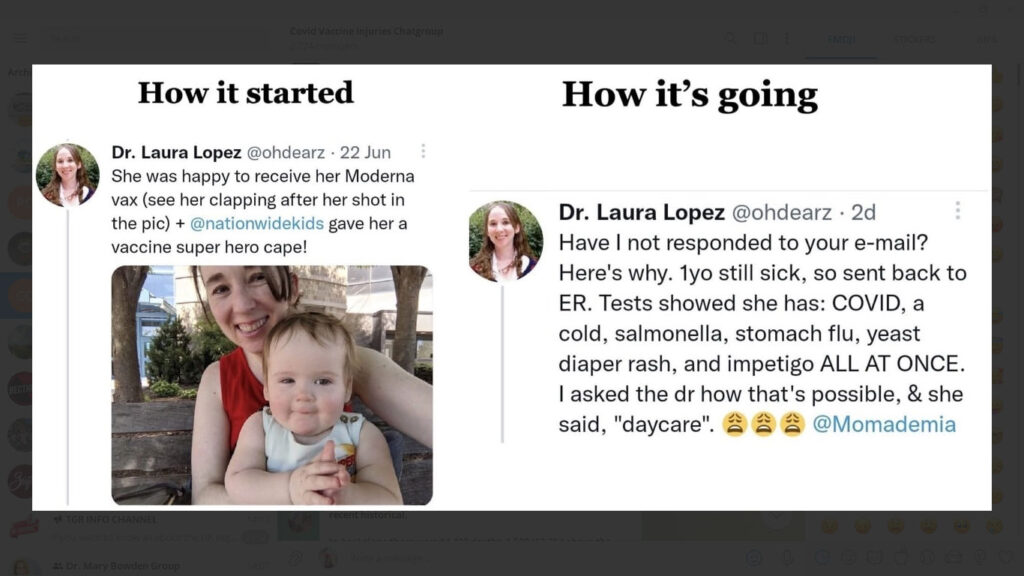 Covid Vaccine Injuries Chatgroup
EMOJI
STICKERS
GIFS
How it started
Dr. Laura Lopez @ohdearz · 22 Jun
She was happy to receive her Moderna
vax (see her clapping after her shot in
the pic) + @nationwidekids gave her a
vaccine super hero cape!
How it's going
Dr. Laura Lopez @ohdearz · 2d
Have I not responded to your e-mail?
Here's why. 1yo still sick, so sent back to
ER. Tests showed she has: COVID, a
cold, salmonella, stomach flu, yeast
diaper rash, and impetigo ALL AT ONCE.
I asked the dr how that's possible, & she
said, "daycare". 😩😩😩 @Momademia
TGR INFO CHANNEL
recent historical.
Dr. Mary Bowden Group